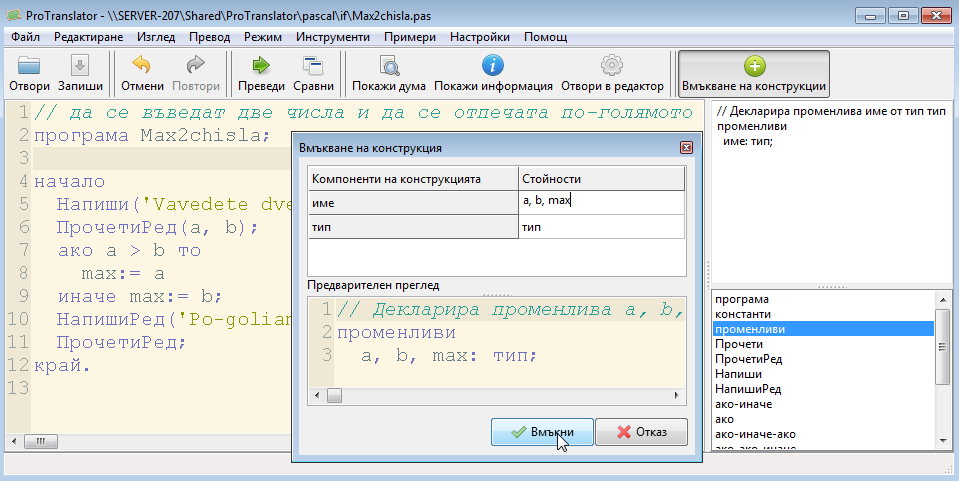 ProTranslator - \\SERVER-207\Shared\ProTranslator\pascal\if\Max2chisla.pas
Файл Редактиране Изглед Превод Режим Инструменти Примери Настройки Помощ
Отвори Запиши Отмени Повтори Преведи Сравни Покажи дума Покажи информация Отвори в редактор Вмъкване на конструкции
1 // да се въведат две числа и да се отпечата по-голямото
2 програма Max2chisla;
3
4 начало
5 Напиши('Vavedete dve
6 ПрочетиРед(a, b);
7 ако a > b то
8 max:= a
9 иначе max:= b;
10 НапишиРед('Po-golian
11 ПрочетиРед;
12 край.
13
Вмъкване на конструкция
Компоненти на конструкцията Стойности
име a, b, max
тип тип
Предварителен преглед
1 // Декларира променлива a, b,
2 променливи
3 a, b, max: тип;
Вмъкни Отказ
// Декларира променлива име от тип тип
променливи
име: тип;
програма
константи
променливи
Прочети
ПрочетиРед
Напиши
НапишиРед
ако-иначе
ако
ако-иначе-ако